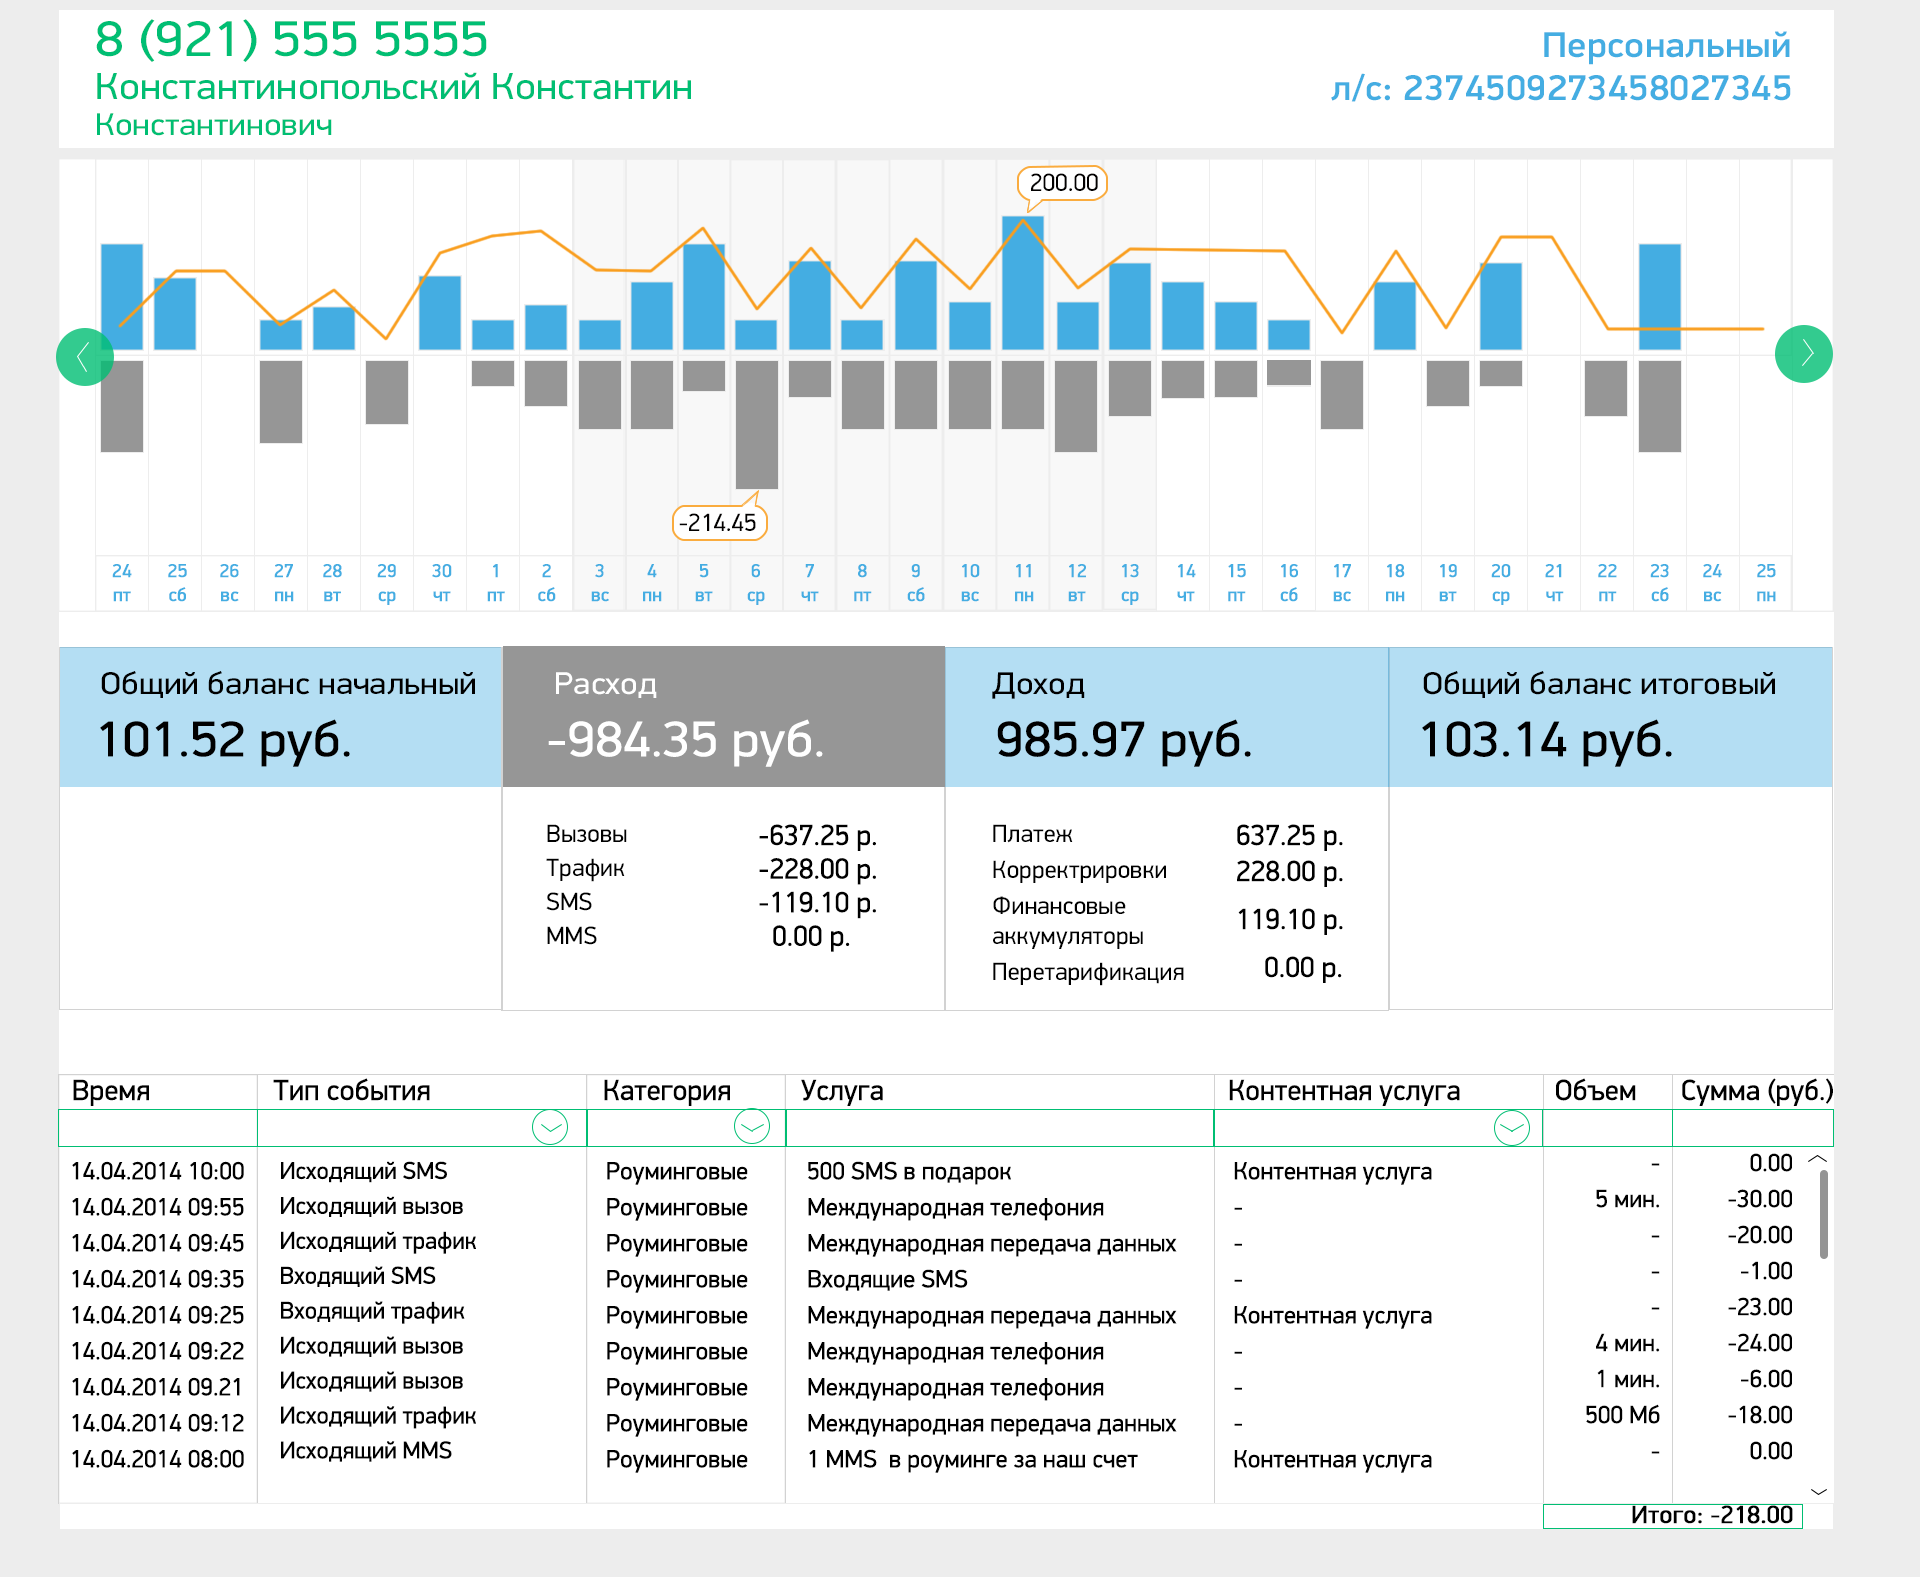 8 (921) 555 5555
Константинопольский Константин
Константинович
Персональный
л/с: 2374509273458027345
200.00
-214.45
24 25 26 27 28 29 30 1 2 3 4 5 6 7 8 9 10 11 12 13 14 15 16 17 18 19 20 21 22 23 24 25
пт сб вс пн вт ср чт пт сб вс пн вт ср чт пт сб вс пн вт ср чт пт сб вс пн вт ср чт пт сб вс пн
Общий баланс начальный
101.52 руб.
Расход
-984.35 руб.
Доход
985.97 руб.
Общий баланс итоговый
103.14 руб.
Вызовы -637.25 р.
Трафик -228.00 р.
SMS -119.10 р.
MMS 0.00 р.
Платеж 637.25 р.
Корректрировки 228.00 р.
Финансовые
аккумуляторы 119.10 р.
Перетарификация 0.00 р.
Время Тип события Категория Услуга Контентная услуга Объем Сумма (руб.)
14.04.2014 10:00 Исходящий SMS Роуминговые 500 SMS в подарок Контентная услуга - 0.00
14.04.2014 09:55 Исходящий вызов Роуминговые Международная телефония - 5 мин. -30.00
14.04.2014 09:45 Исходящий трафик Роуминговые Международная передача данных - - -20.00
14.04.2014 09:35 Входящий SMS Роуминговые Входящие SMS - - -1.00
14.04.2014 09:25 Входящий трафик Роуминговые Международная передача данных Контентная услуга - -23.00
14.04.2014 09:22 Исходящий вызов Роуминговые Международная телефония - 4 мин. -24.00
14.04.2014 09.21 Исходящий вызов Роуминговые Международная телефония - 1 мин. -6.00
14.04.2014 09:12 Исходящий трафик Роуминговые Международная передача данных - 500 Мб -18.00
14.04.2014 08:00 Исходящий MMS Роуминговые 1 MMS в роуминге за наш счет Контентная услуга - 0.00
Итого: -218.00